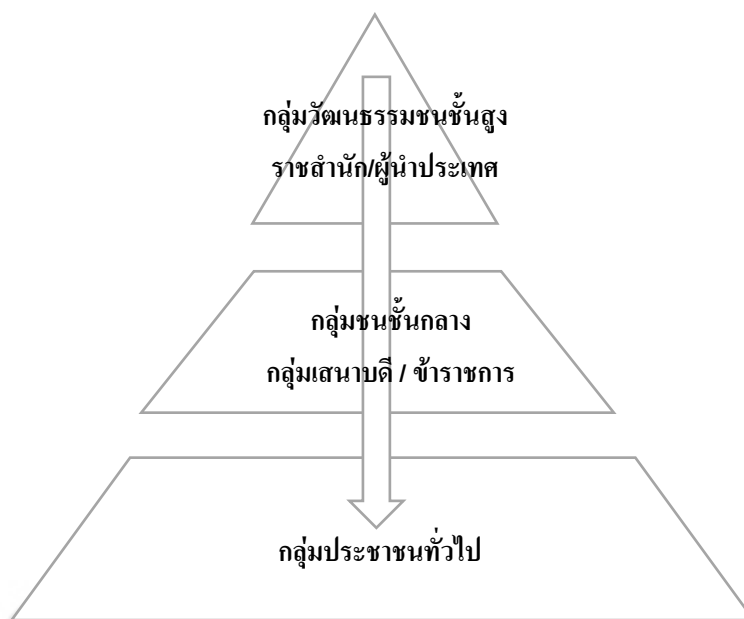 กลุ่มวัฒนธรรมชนชั้นสูง
ราชสำนัก/ผู้นำประเทศ
กลุ่มชนชั้นกลาง
กลุ่มเสนาบดี / ข้าราชการ
กลุ่มประชาชนทั่วไป